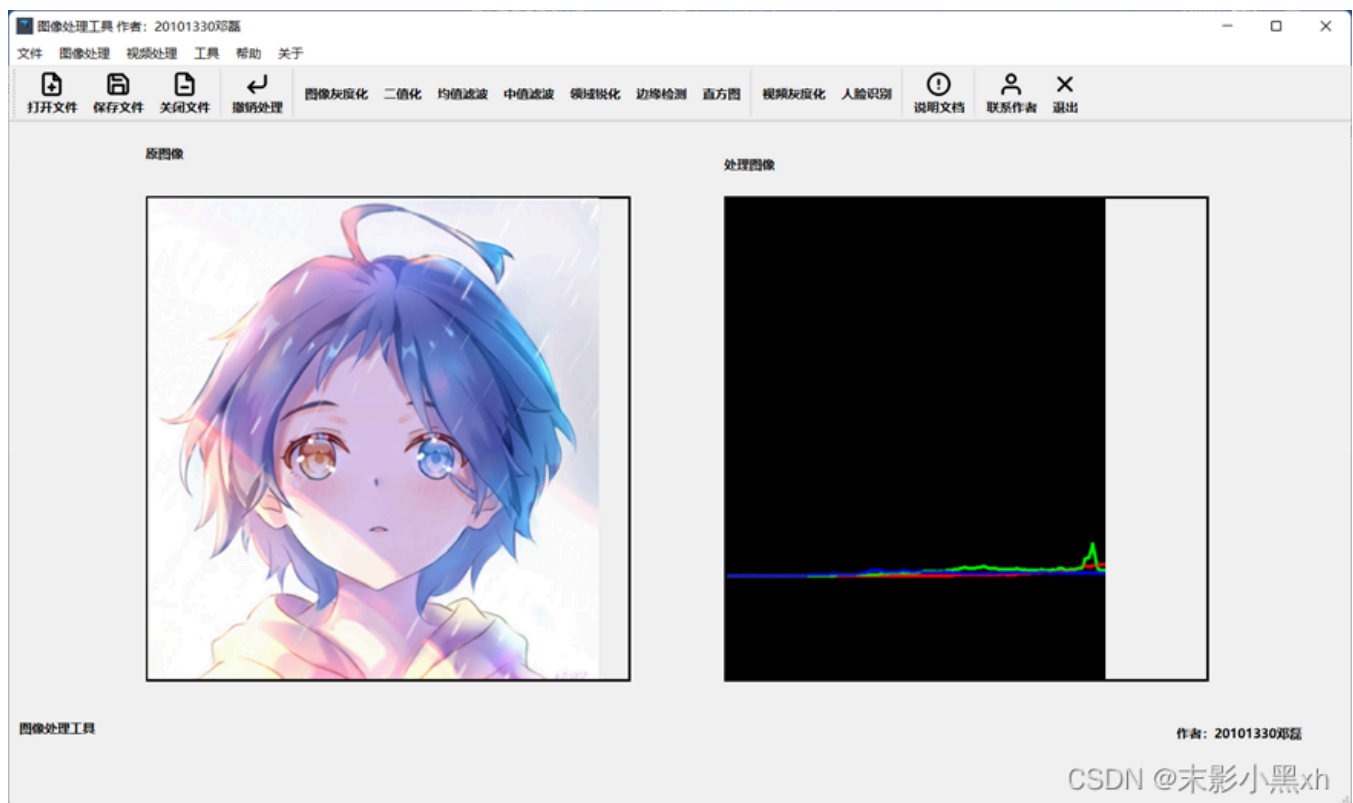 图像处理工具 作者：20101330邓磊
文件 图像处理 视频处理 工具 帮助 关于
打开文件 保存文件 关闭文件 撤销处理 图像灰度化 二值化 均值滤波 中值滤波 领域锐化 边缘检测 直方图 视频灰度化 人脸识别 说明文档 联系作者 退出
原图像
处理图像
图像处理工具
作者：20101330邓磊
CSDN @末影小黑xh